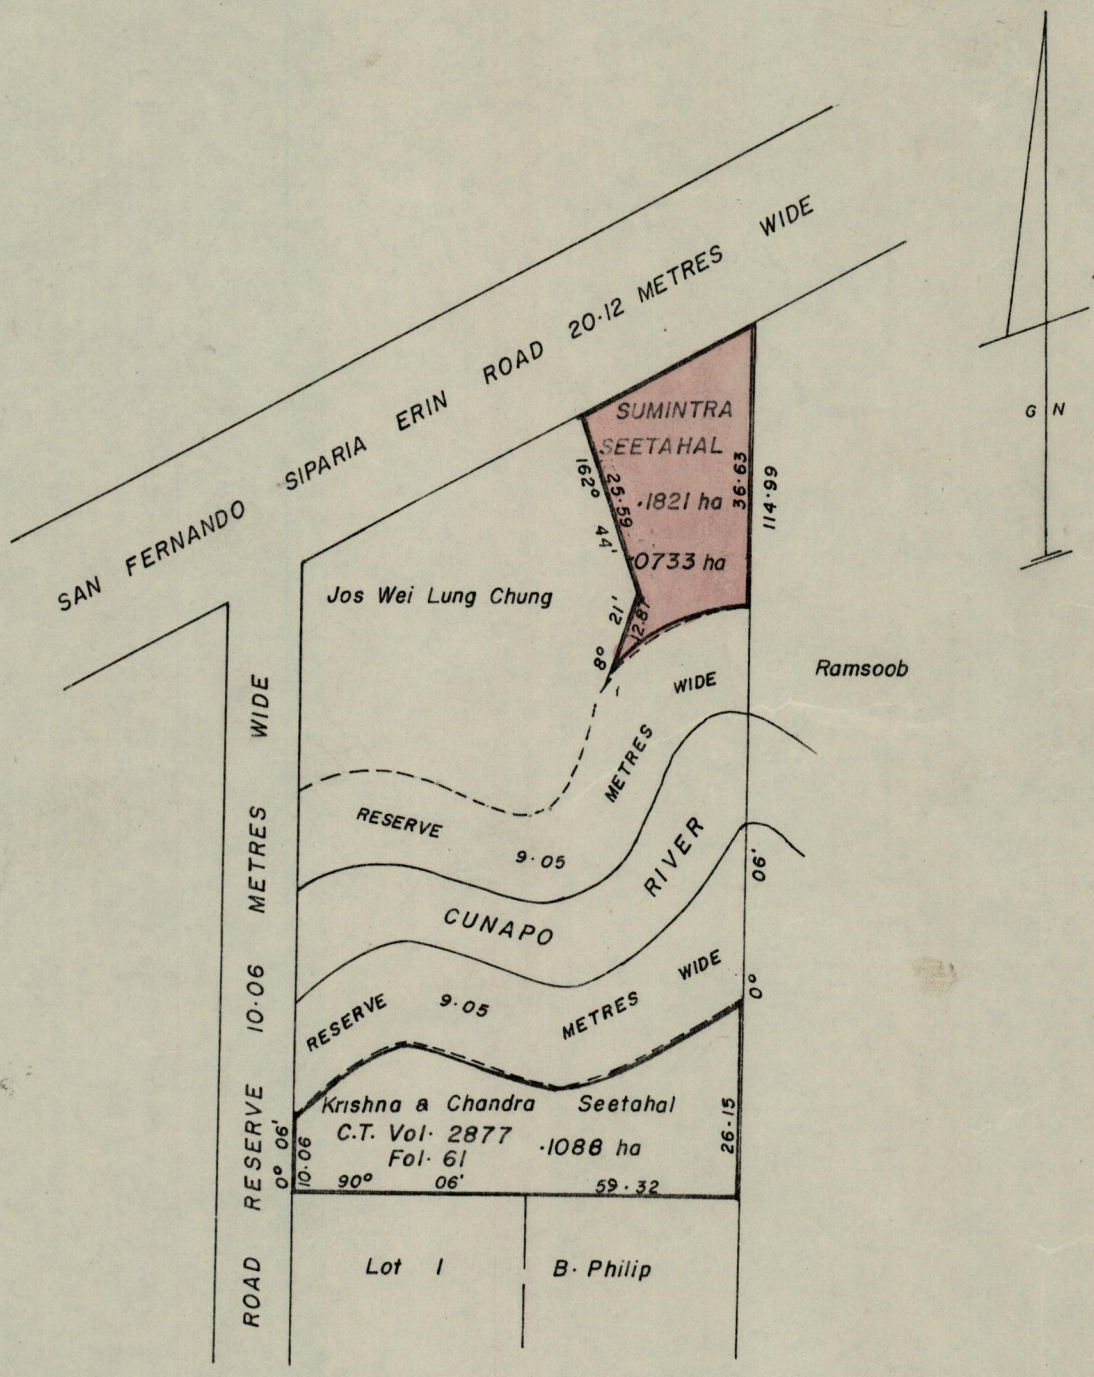 SAN FERNANDO SIPARIA ERIN ROAD 20·12 METRES WIDE
G N
SUMINTRA
SEETAHAL
·1821 ha
·0733 ha
162° 44'
25·59
36·63
114·99
8° 21'
12·87
Jos Wei Lung Chung
Ramsoob
RESERVE 9·05 METRES WIDE
CUNAPO RIVER
RESERVE 9·05 METRES WIDE
0° 06'
ROAD RESERVE 10·06 METRES WIDE
Krishna a Chandra Seetahal
C.T. Vol· 2877
Fol· 61
·1088 ha
0° 06'
10·06
26·15
90° 06' 59·32
Lot 1
B· Philip